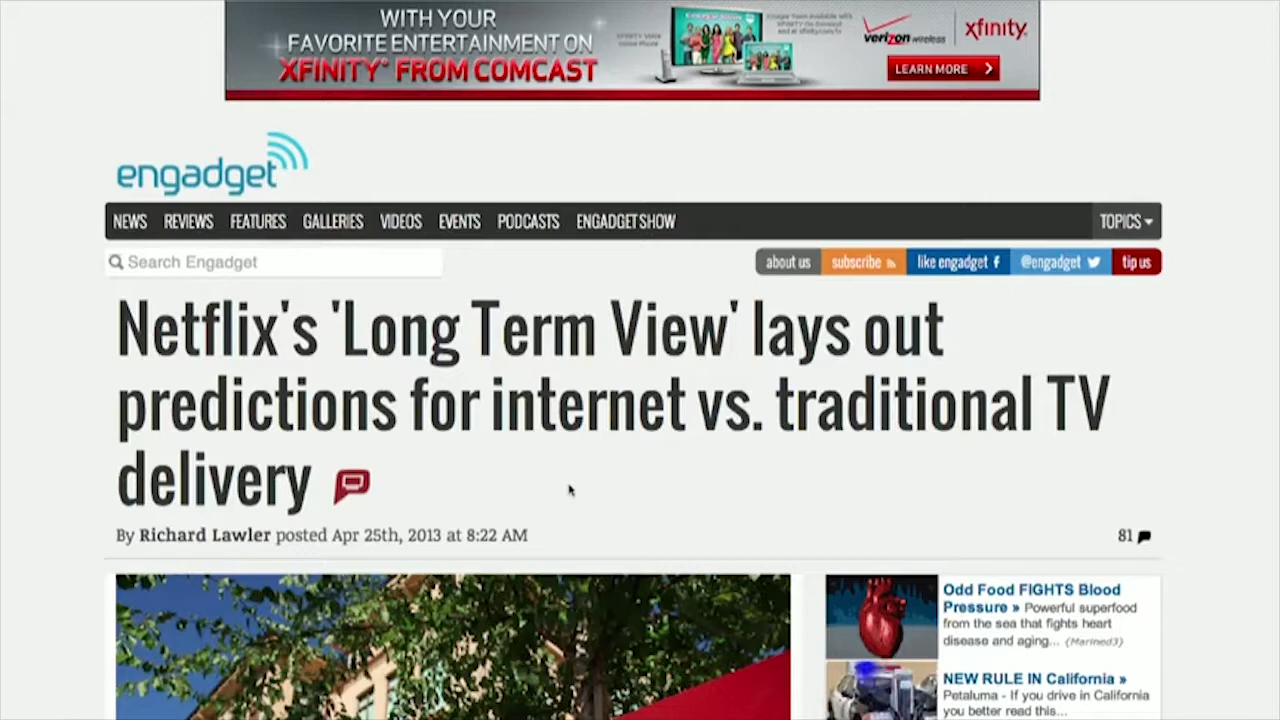 WITH YOUR
FAVORITE ENTERTAINMENT ON
XFINITY® FROM COMCAST
verizon wireless
xfinity.
LEARN MORE
engadget
NEWS REVIEWS FEATURES GALLERIES VIDEOS EVENTS PODCASTS ENGADGET SHOW TOPICS
Search Engadget
about us subscribe like engadget f @engadget tip us
Netflix's 'Long Term View' lays out
predictions for internet vs. traditional TV
delivery
By Richard Lawler posted Apr 25th, 2013 at 8:22 AM
81
Odd Food FIGHTS Blood
Pressure » Powerful superfood
from the sea that fights heart
disease and aging... (Marined3)
NEW RULE IN California »
Petaluma - If you drive in California
you better read this...